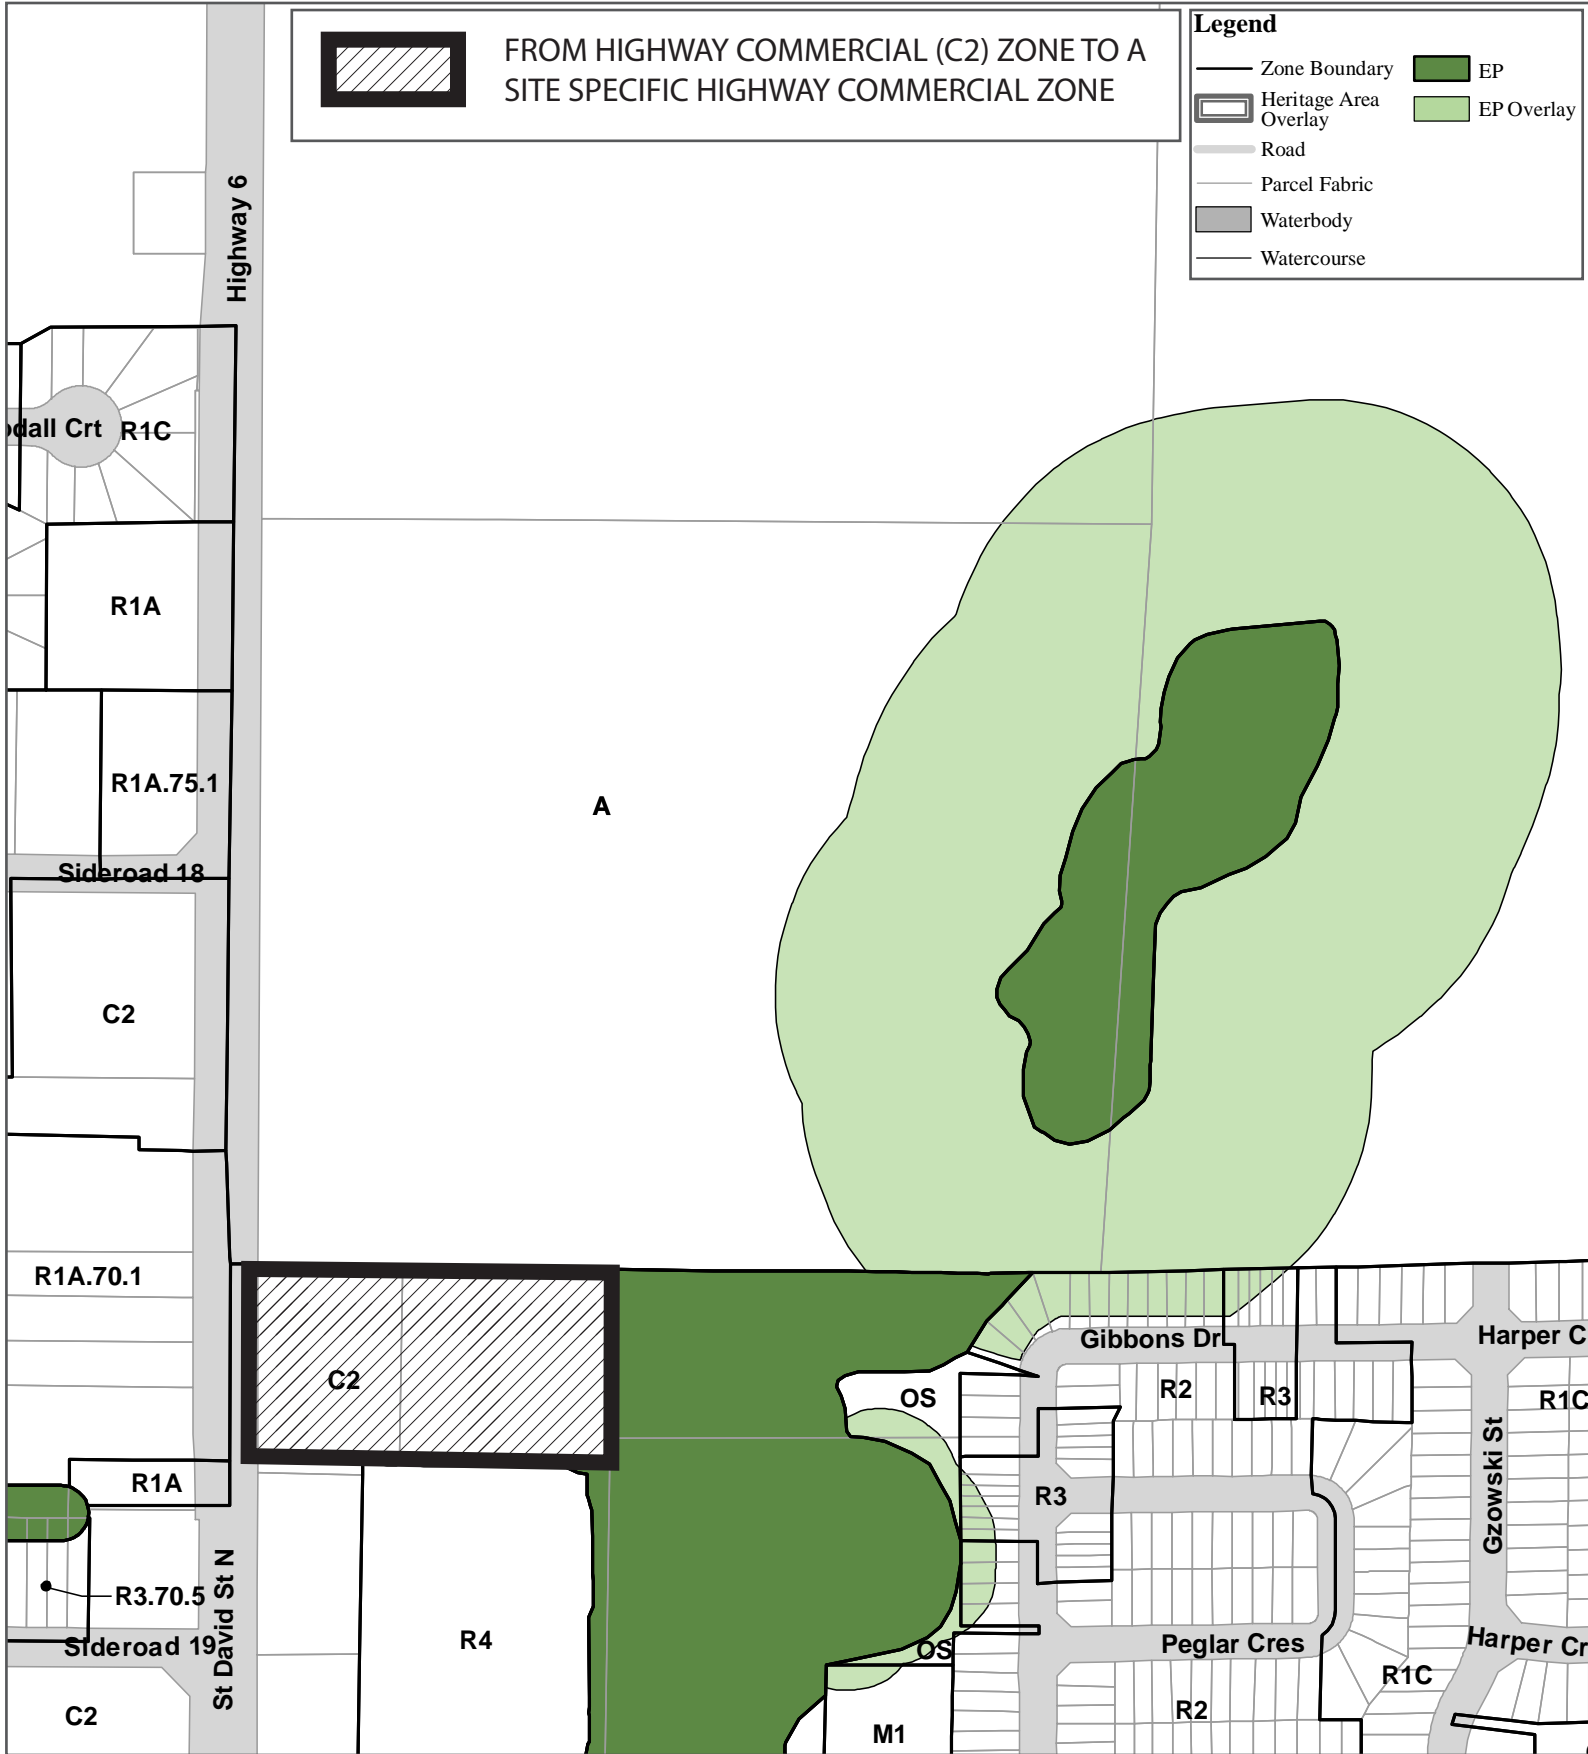 FROM HIGHWAY COMMERCIAL (C2) ZONE TO A
SITE SPECIFIC HIGHWAY COMMERCIAL ZONE
Legend
Zone Boundary
Heritage Area
Overlay
Road
Parcel Fabric
Waterbody
Watercourse
EP
EP Overlay
Highway 6
odall Crt
R1C
R1A
R1A.75.1
A
Sideroad 18
C2
R1A.70.1
C2
Gibbons Dr
Harper C
OS
R2
R3
R1C
R1A
R3
Gzowski St
R3.70.5
St David St N
Sideroad 19
R4
OS
Peglar Cres
Harper Cr
R1C
C2
M1
R2